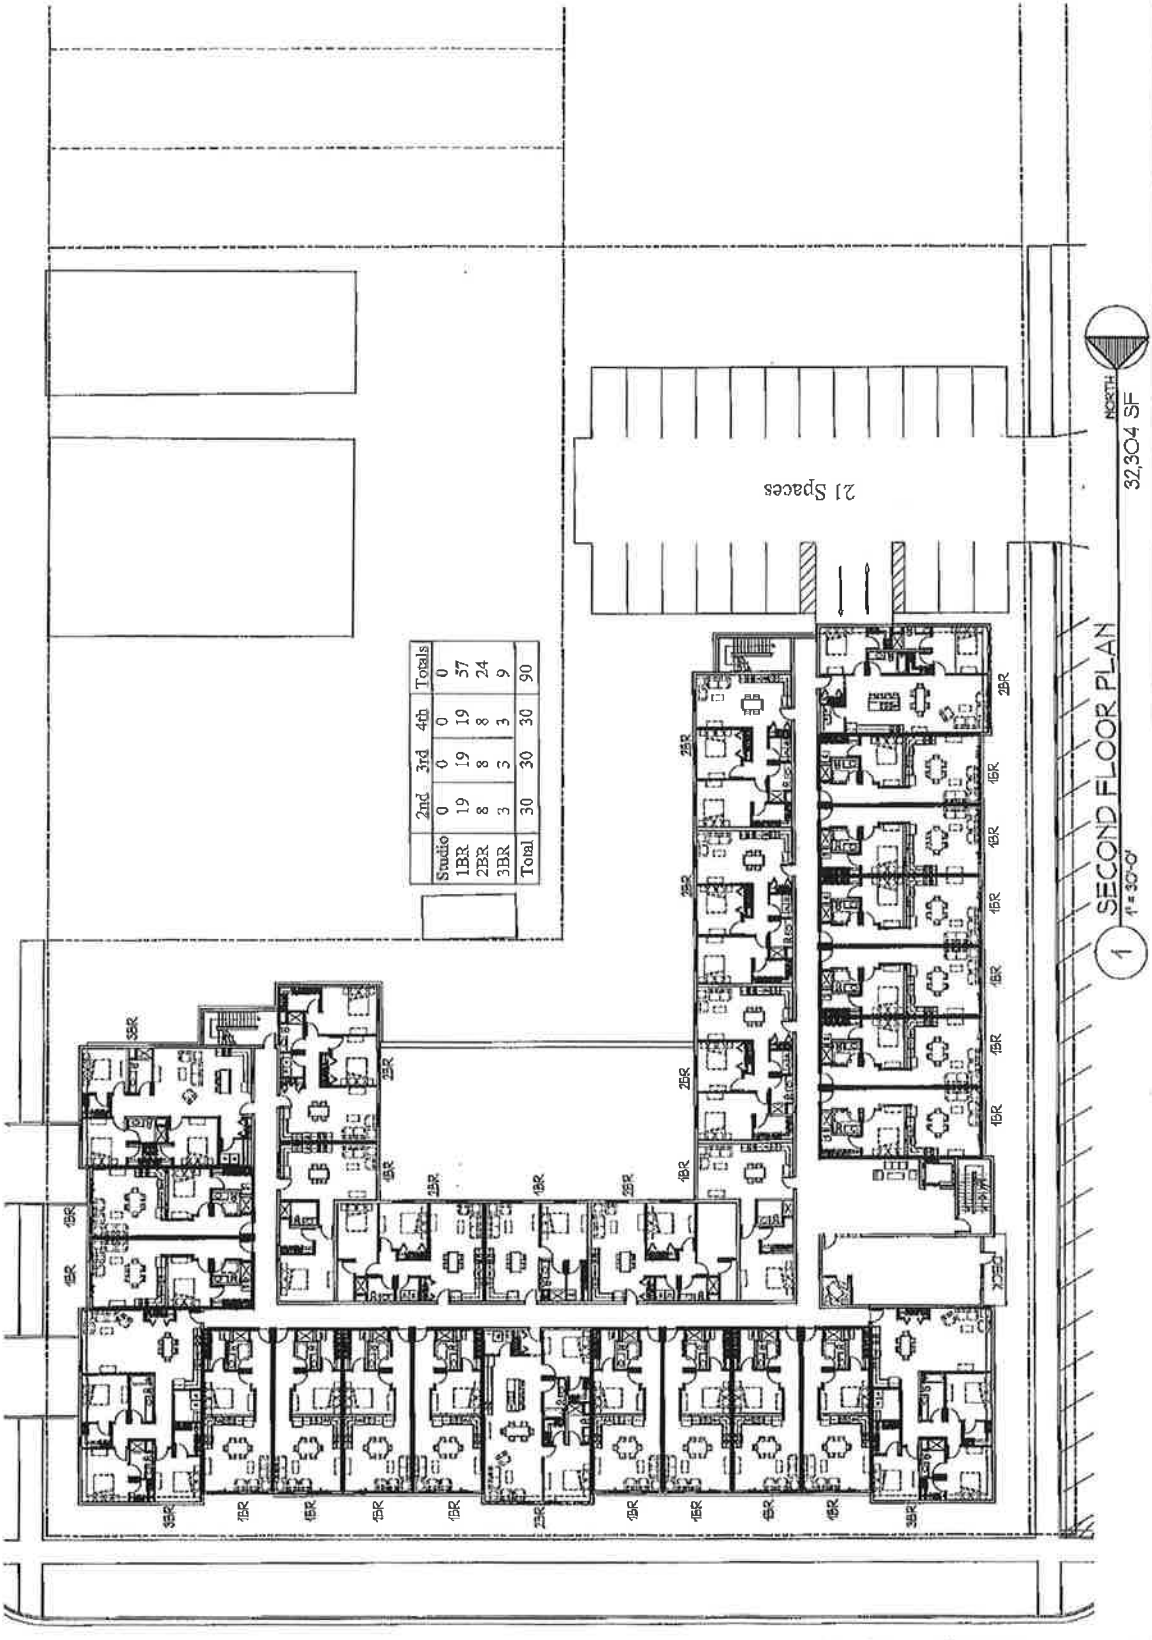 2nd 3rd 4th Totals
Studio 0 0 0 0
1BR 19 19 19 57
2BR 8 8 8 24
3BR 3 3 3 9
Total 30 30 30 90
21 Spaces
3BR
1BR
1BR
2BR
1BR
2BR
1BR
2BR
1BR
2BR
2BR
2BR
2BR
1BR
1BR
1BR
1BR
1BR
1BR
DECK
3BR
1BR
1BR
1BR
1BR
2BR
1BR
1BR
1BR
1BR
3BR
1
SECOND FLOOR PLAN
1" = 30'-0"
NORTH
32,304 SF